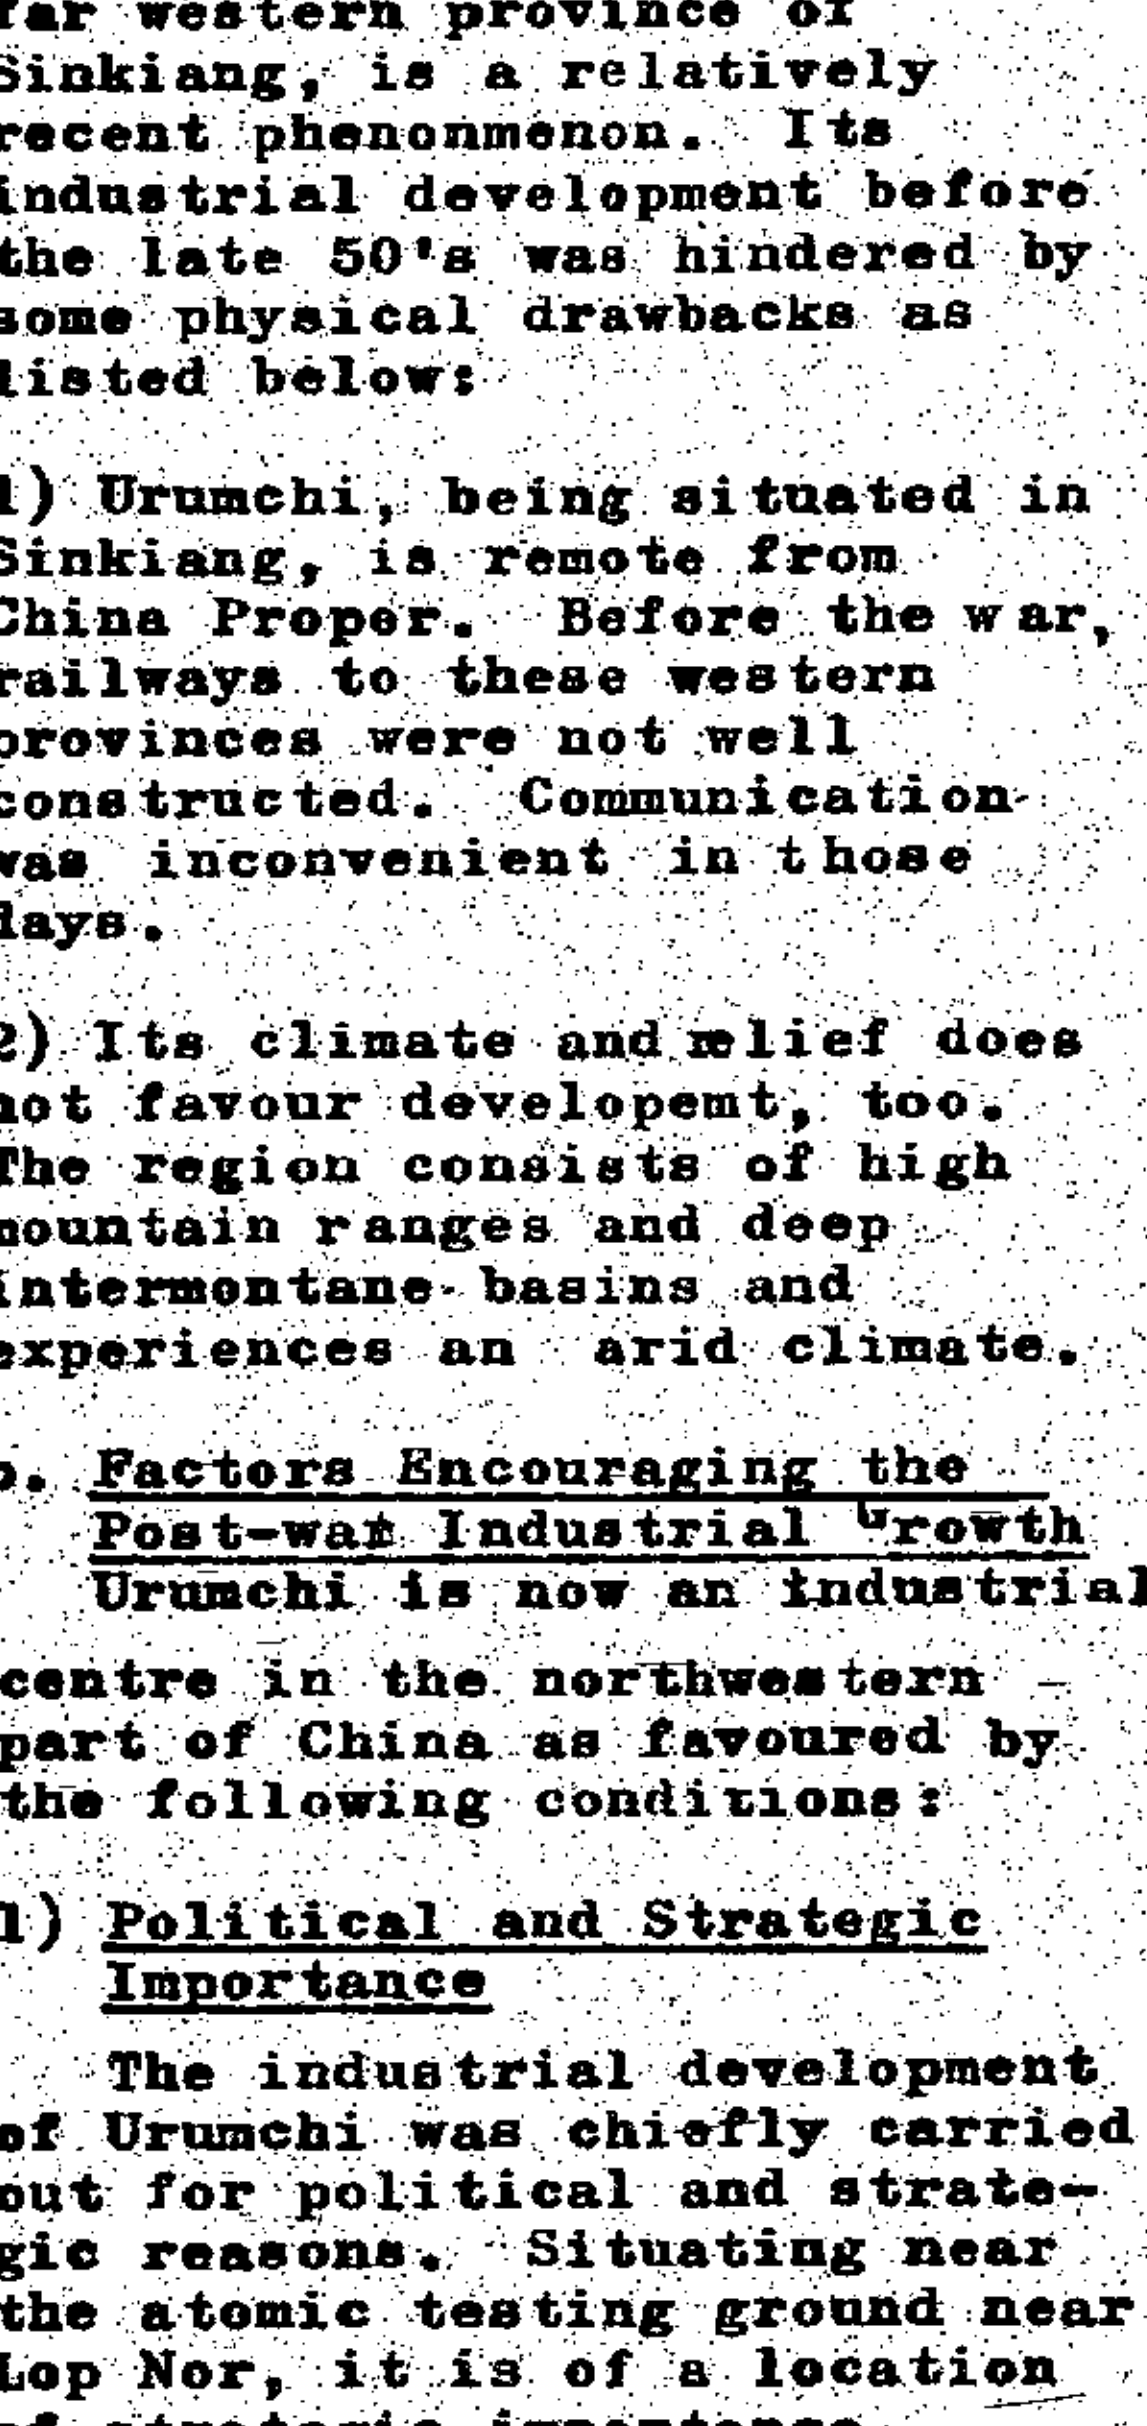 far western province of
Sinkiang, is a relatively
recent phenonmenon. Its
industrial development before
the late 50's was hindered by
some physical drawbacks as
listed below:
1) Urumchi, being situated in
Sinkiang, is remote from
China Proper. Before the war,
railways to these western
provinces were not well
constructed. Communication
was inconvenient in those
days.
2) Its climate and relief does
not favour developemt, too.
The region consists of high
mountain ranges and deep
intermontane basins and
experiences an arid climate.
b. Factors Encouraging the
Post-war Industrial Growth
Urumchi is now an industrial
centre in the northwestern
part of China as favoured by
the following conditions:
1) Political and Strategic
Importance
The industrial development
of Urumchi was chiefly carried
out for political and strate-
gic reasons. Situating near
the atomic testing ground near
Lop Nor, it is of a location
of strategic importance